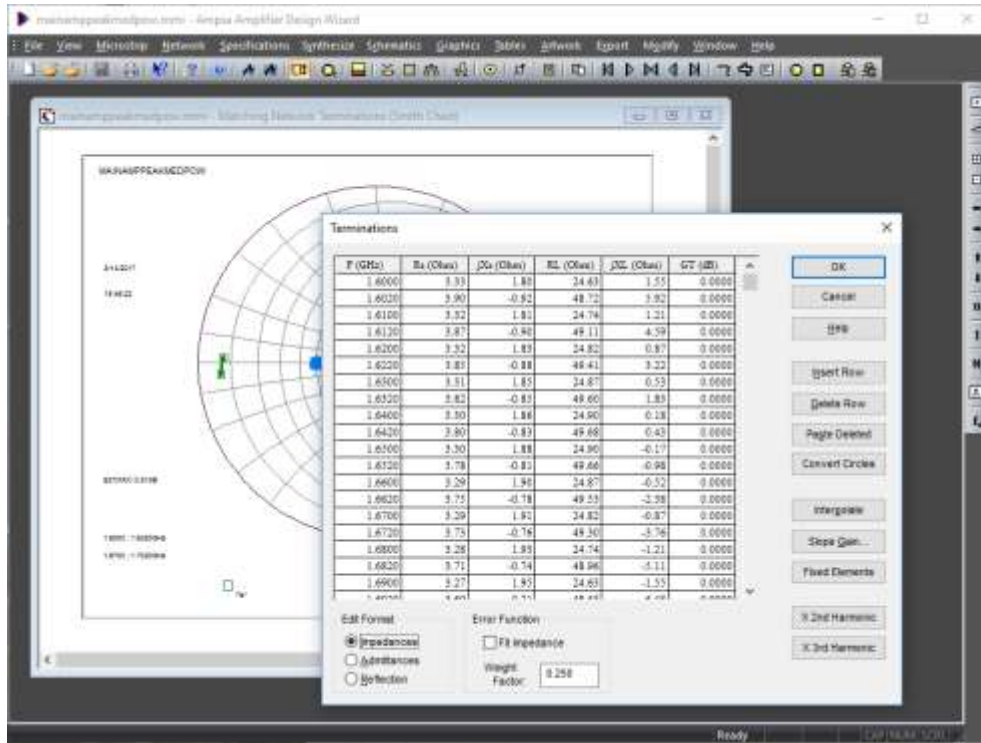 mainamppeakmedpow.mmi - Ampsa Amplifier Design Wizard
File View Microstrip Network Specifications Synthesize Schematics Graphics Tables Artwork Export Modify Window Help
mainamppeakmedpow.mmi - Matching Network Terminations (Smith Chart)
MAINAMPPEAKMEDPOW
Terminations
F (GHz) Rs (Ohm) jXs (Ohm) RL (Ohm) jXL (Ohm) GT (dB)
1.6000 3.33 1.80 24.63 1.55 0.0000
1.6020 3.90 -0.92 48.72 5.92 0.0000
1.6100 3.32 1.81 24.74 1.21 0.0000
1.6120 3.87 -0.90 49.11 4.59 0.0000
1.6200 3.32 1.83 24.82 0.87 0.0000
1.6220 3.85 -0.88 49.41 3.22 0.0000
1.6300 3.31 1.85 24.87 0.53 0.0000
1.6320 3.82 -0.85 49.60 1.83 0.0000
1.6400 3.30 1.86 24.90 0.18 0.0000
1.6420 3.80 -0.83 49.68 0.43 0.0000
1.6500 3.30 1.88 24.90 -0.17 0.0000
1.6520 3.78 -0.81 49.66 -0.98 0.0000
1.6600 3.29 1.90 24.87 -0.52 0.0000
1.6620 3.75 -0.78 49.53 -2.38 0.0000
1.6700 3.29 1.91 24.82 -0.87 0.0000
1.6720 3.73 -0.76 49.30 -3.76 0.0000
1.6800 3.28 1.93 24.74 -1.21 0.0000
1.6820 3.71 -0.74 48.96 -5.11 0.0000
1.6900 3.27 1.95 24.63 -1.55 0.0000
OK
Cancel
Help
Insert Row
Delete Row
Paste Deleted
Convert Circles
Interpolate
Slope Gain...
Fixed Elements
X 2nd Harmonic
X 3rd Harmonic
Edit Format
Impedances
Admittances
Reflection
Error Function
Fit Impedance
Weight Factor: 0.250
Ready
CAP NUM SCRL